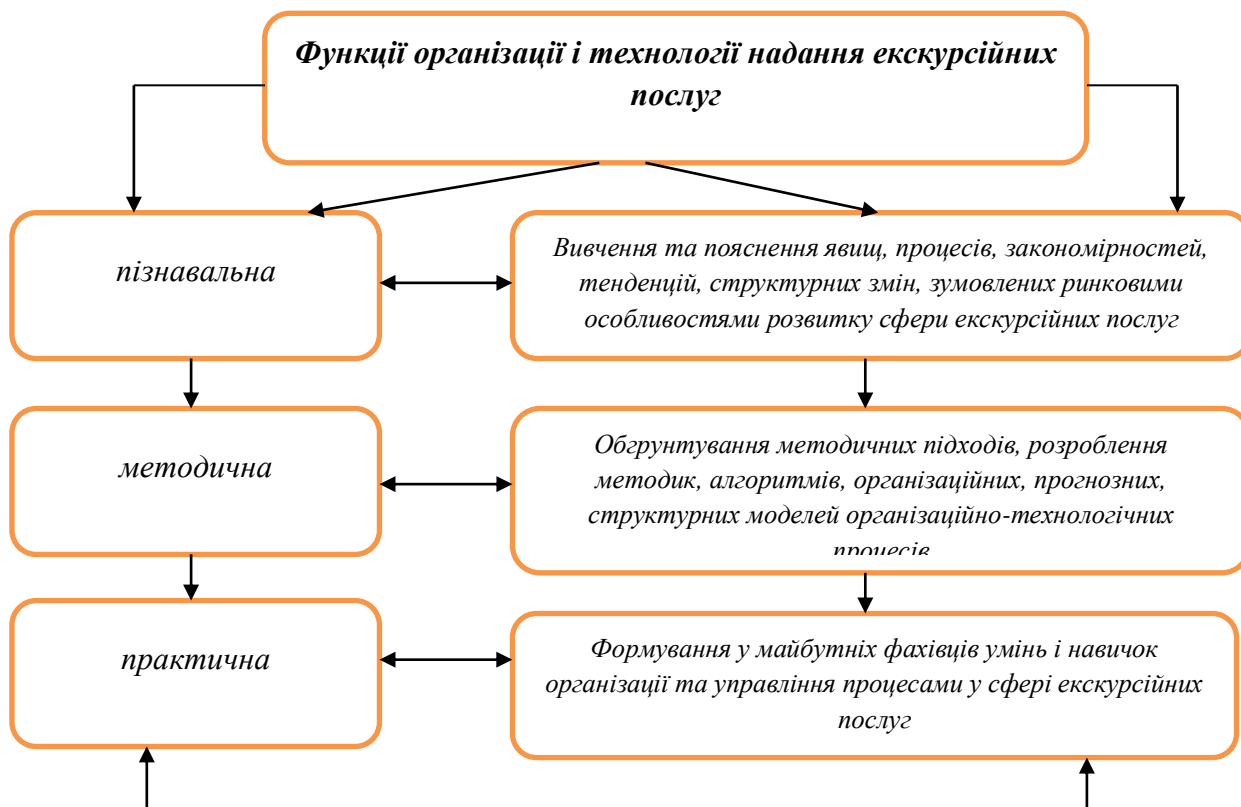 Функції організації і технології надання екскурсійних
послуг
пізнавальна
Вивчення та пояснення явищ, процесів, закономірностей,
тенденцій, структурних змін, зумовлених ринковими
особливостями розвитку сфери екскурсійних послуг
методична
Обгрунтування методичних підходів, розроблення
методик, алгоритмів, організаційних, прогнозних,
структурних моделей організаційно-технологічних
процесів
практична
Формування у майбутніх фахівців умінь і навичок
організації та управління процесами у сфері екскурсійних
послуг